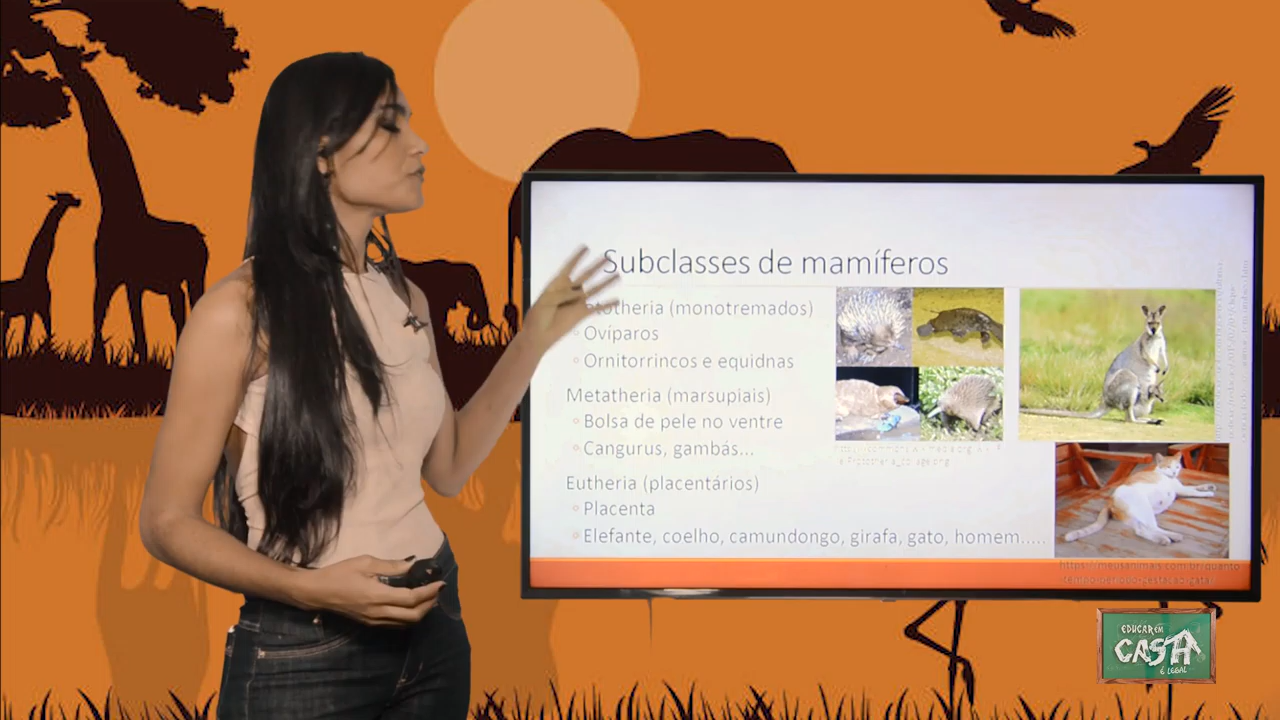 Subclasses de mamíferos
(monotremados)
Ovíparos
Ornitorrincos e equidnas
Metatheria (marsupiais)
Bolsa de pele no ventre
Cangurus, gambás...
Eutheria (placentários)
Placenta
Elefante, coelho, camundongo, girafa, gato, homem.....
EDUCAR EM
CASA
É LEGAL